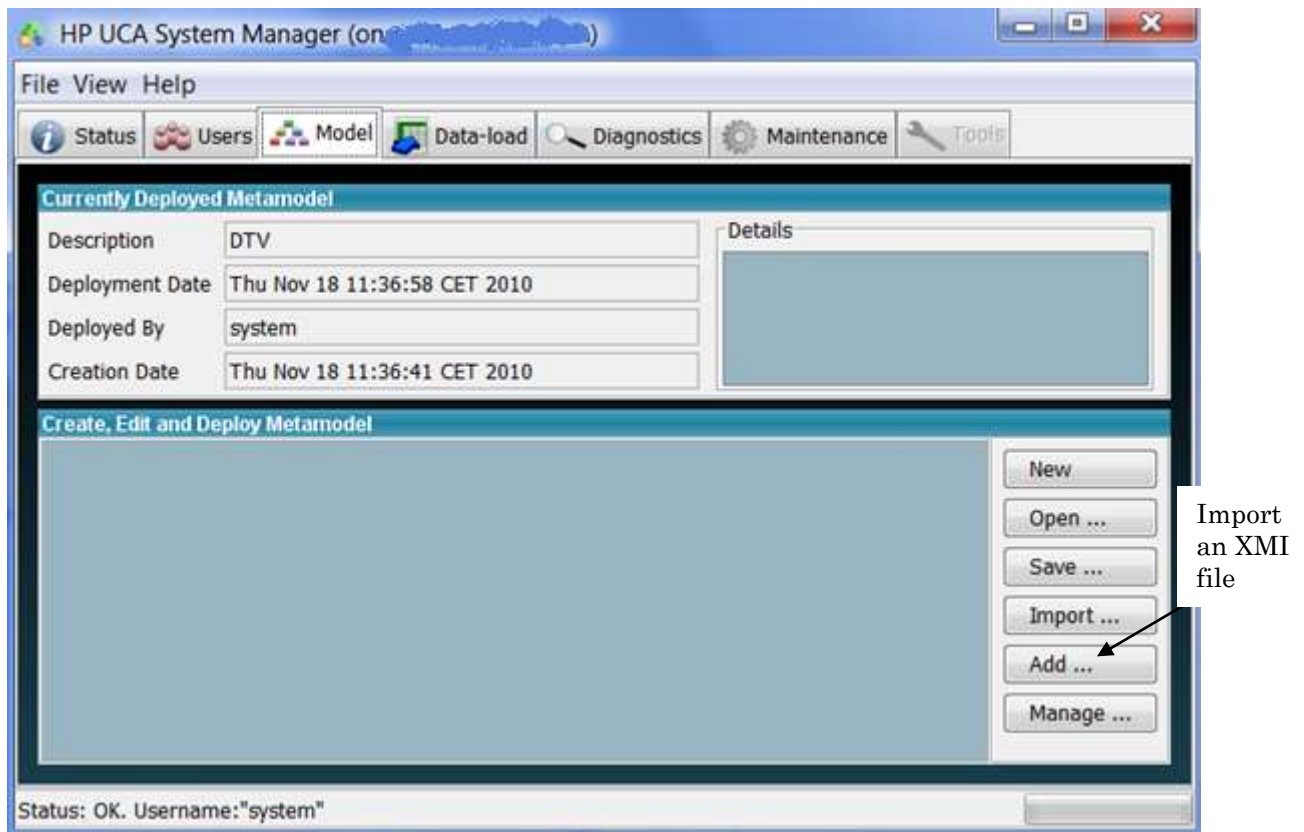 HP UCA System Manager (on )
File View Help
Status Users Model Data-load Diagnostics Maintenance Tools
Currently Deployed Metamodel
Description DTV
Details
Deployment Date Thu Nov 18 11:36:58 CET 2010
Deployed By system
Creation Date Thu Nov 18 11:36:41 CET 2010
Create, Edit and Deploy Metamodel
New
Open ...
Save ...
Import ...
Add ...
Manage ...
Import
an XMI
file
Status: OK. Username:"system"